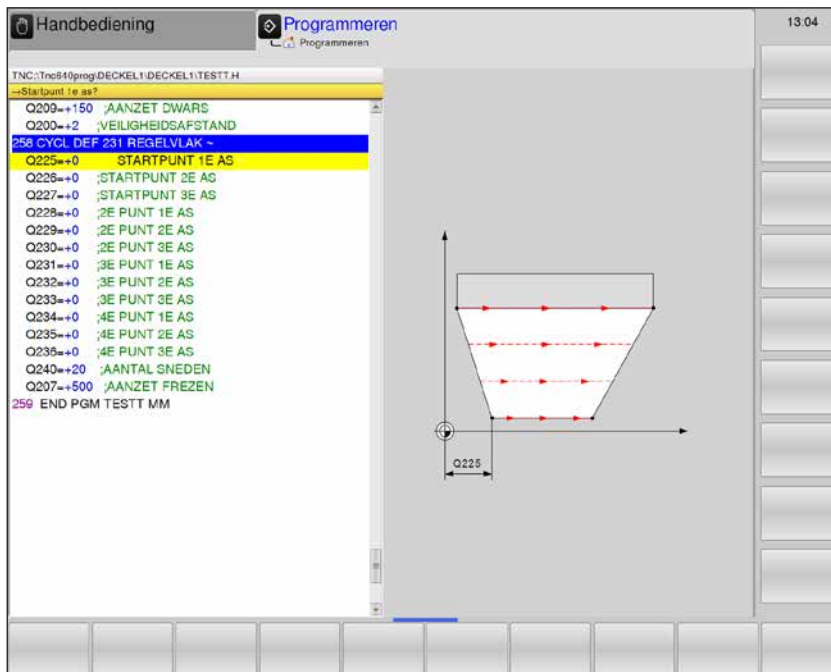 Handbediening
Programmeren
Programmeren
13:04
TNC:\Tnc640prog\DECKEL1\DECKEL1\TESTT.H
→Startpunt 1e as?
Q209=+150 ;AANZET DWARS
Q200=+2 ;VEILIGHEIDSAFSTAND
258 CYCL DEF 231 REGELVLAK ~
Q225=+0 STARTPUNT 1E AS
Q226=+0 ;STARTPUNT 2E AS
Q227=+0 ;STARTPUNT 3E AS
Q228=+0 ;2E PUNT 1E AS
Q229=+0 ;2E PUNT 2E AS
Q230=+0 ;2E PUNT 3E AS
Q231=+0 ;3E PUNT 1E AS
Q232=+0 ;3E PUNT 2E AS
Q233=+0 ;3E PUNT 3E AS
Q234=+0 ;4E PUNT 1E AS
Q235=+0 ;4E PUNT 2E AS
Q236=+0 ;4E PUNT 3E AS
Q240=+20 ;AANTAL SNEDEN
Q207=+500 ;AANZET FREZEN
259 END PGM TESTT MM
Q225